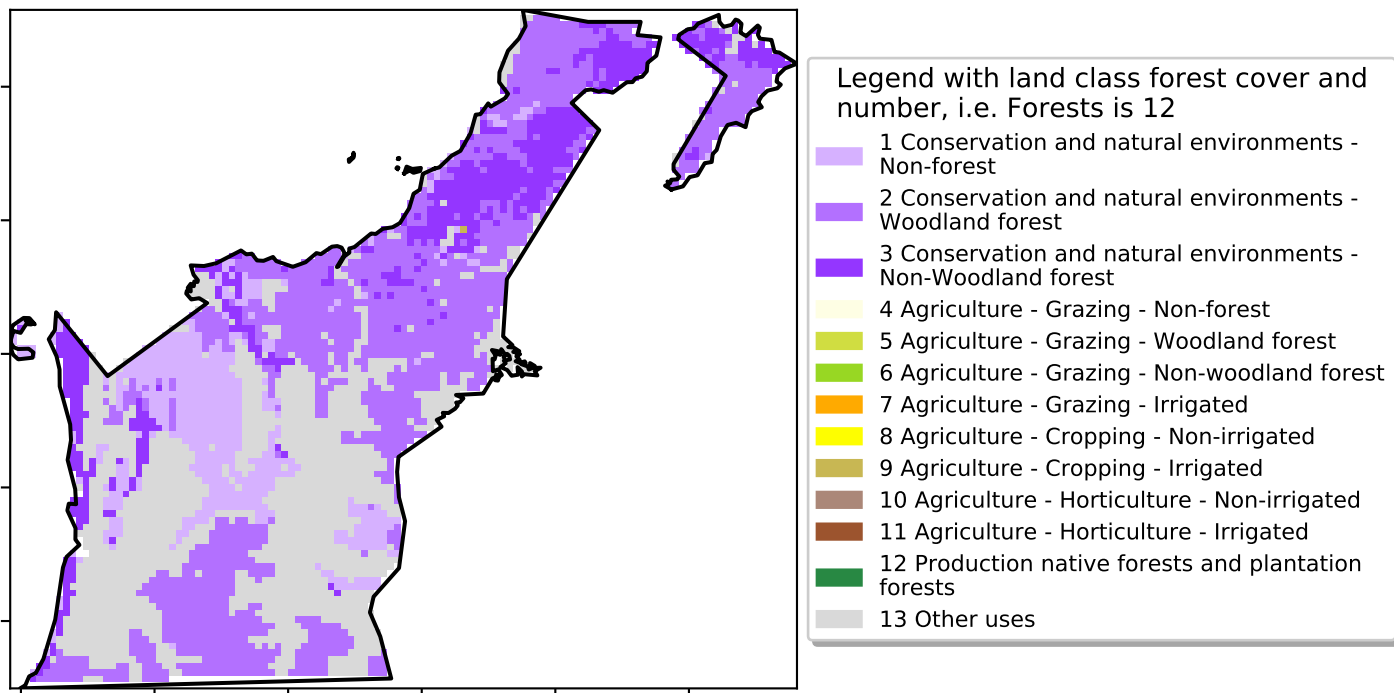 Legend with land class forest cover and
number, i.e. Forests is 12
1 Conservation and natural environments -
Non-forest
2 Conservation and natural environments -
Woodland forest
3 Conservation and natural environments -
Non-Woodland forest
4 Agriculture - Grazing - Non-forest
5 Agriculture - Grazing - Woodland forest
6 Agriculture - Grazing - Non-woodland forest
7 Agriculture - Grazing - Irrigated
8 Agriculture - Cropping - Non-irrigated
9 Agriculture - Cropping - Irrigated
10 Agriculture - Horticulture - Non-irrigated
11 Agriculture - Horticulture - Irrigated
12 Production native forests and plantation
forests
13 Other uses